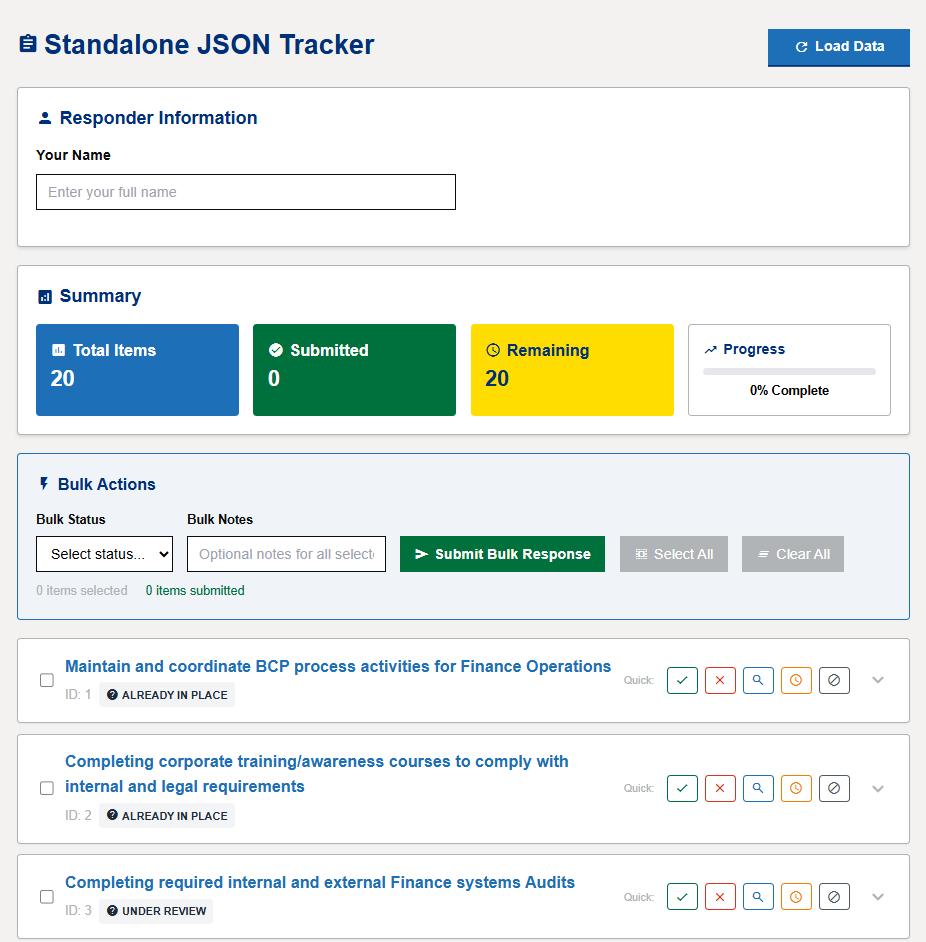 Standalone JSON Tracker
Load Data
Responder Information
Your Name
Enter your full name
Summary
Total Items
20
Submitted
0
Remaining
20
Progress
0% Complete
Bulk Actions
Bulk Status
Bulk Notes
Select status...
Optional notes for all selecte
Submit Bulk Response
Select All
Clear All
0 items selected
0 items submitted
Maintain and coordinate BCP process activities for Finance Operations
ID: 1
ALREADY IN PLACE
Quick:
Completing corporate training/awareness courses to comply with
internal and legal requirements
ID: 2
ALREADY IN PLACE
Quick:
Completing required internal and external Finance systems Audits
ID: 3
UNDER REVIEW
Quick: